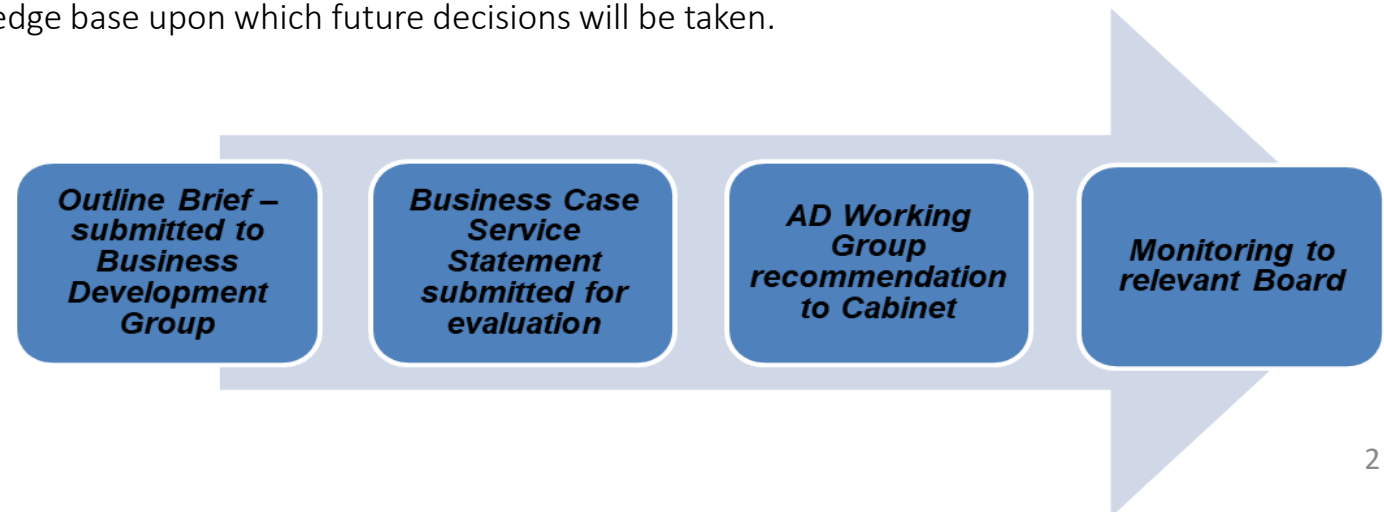 edge base upon which future decisions will be taken.
Outline Brief –
submitted to
Business
Development
Group
Business Case
Service
Statement
submitted for
evaluation
AD Working
Group
recommendation
to Cabinet
Monitoring to
relevant Board
2